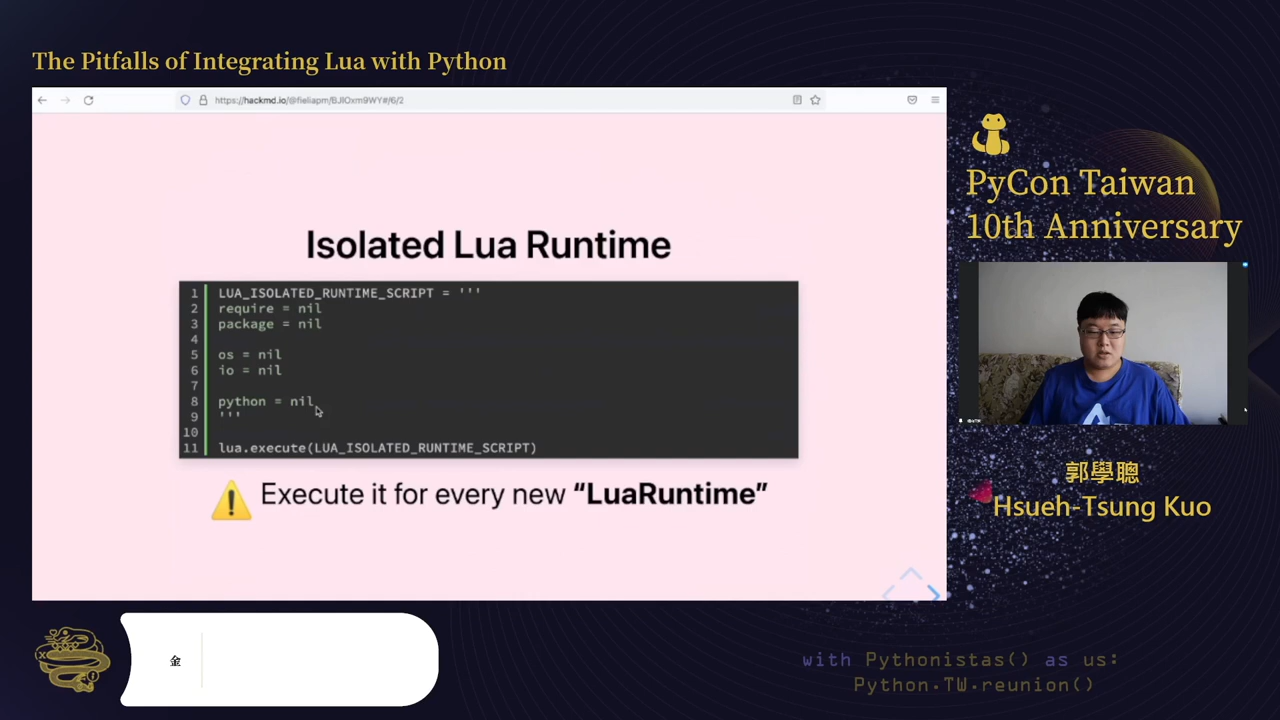 The Pitfalls of Integrating Lua with Python
https://hackmd.io/@fieliapm/BJlOxm9WY#/6/2
Isolated Lua Runtime
1 LUA_ISOLATED_RUNTIME_SCRIPT = '''
2 require = nil
3 package = nil
4
5 os = nil
6 io = nil
7
8 python = nil
9 '''
10
11 lua.execute(LUA_ISOLATED_RUNTIME_SCRIPT)
Execute it for every new “LuaRuntime”
PyCon Taiwan
10th Anniversary
郭學聰
Hsueh-Tsung Kuo
金
with Pythonistas() as us:
Python.TW.reunion()